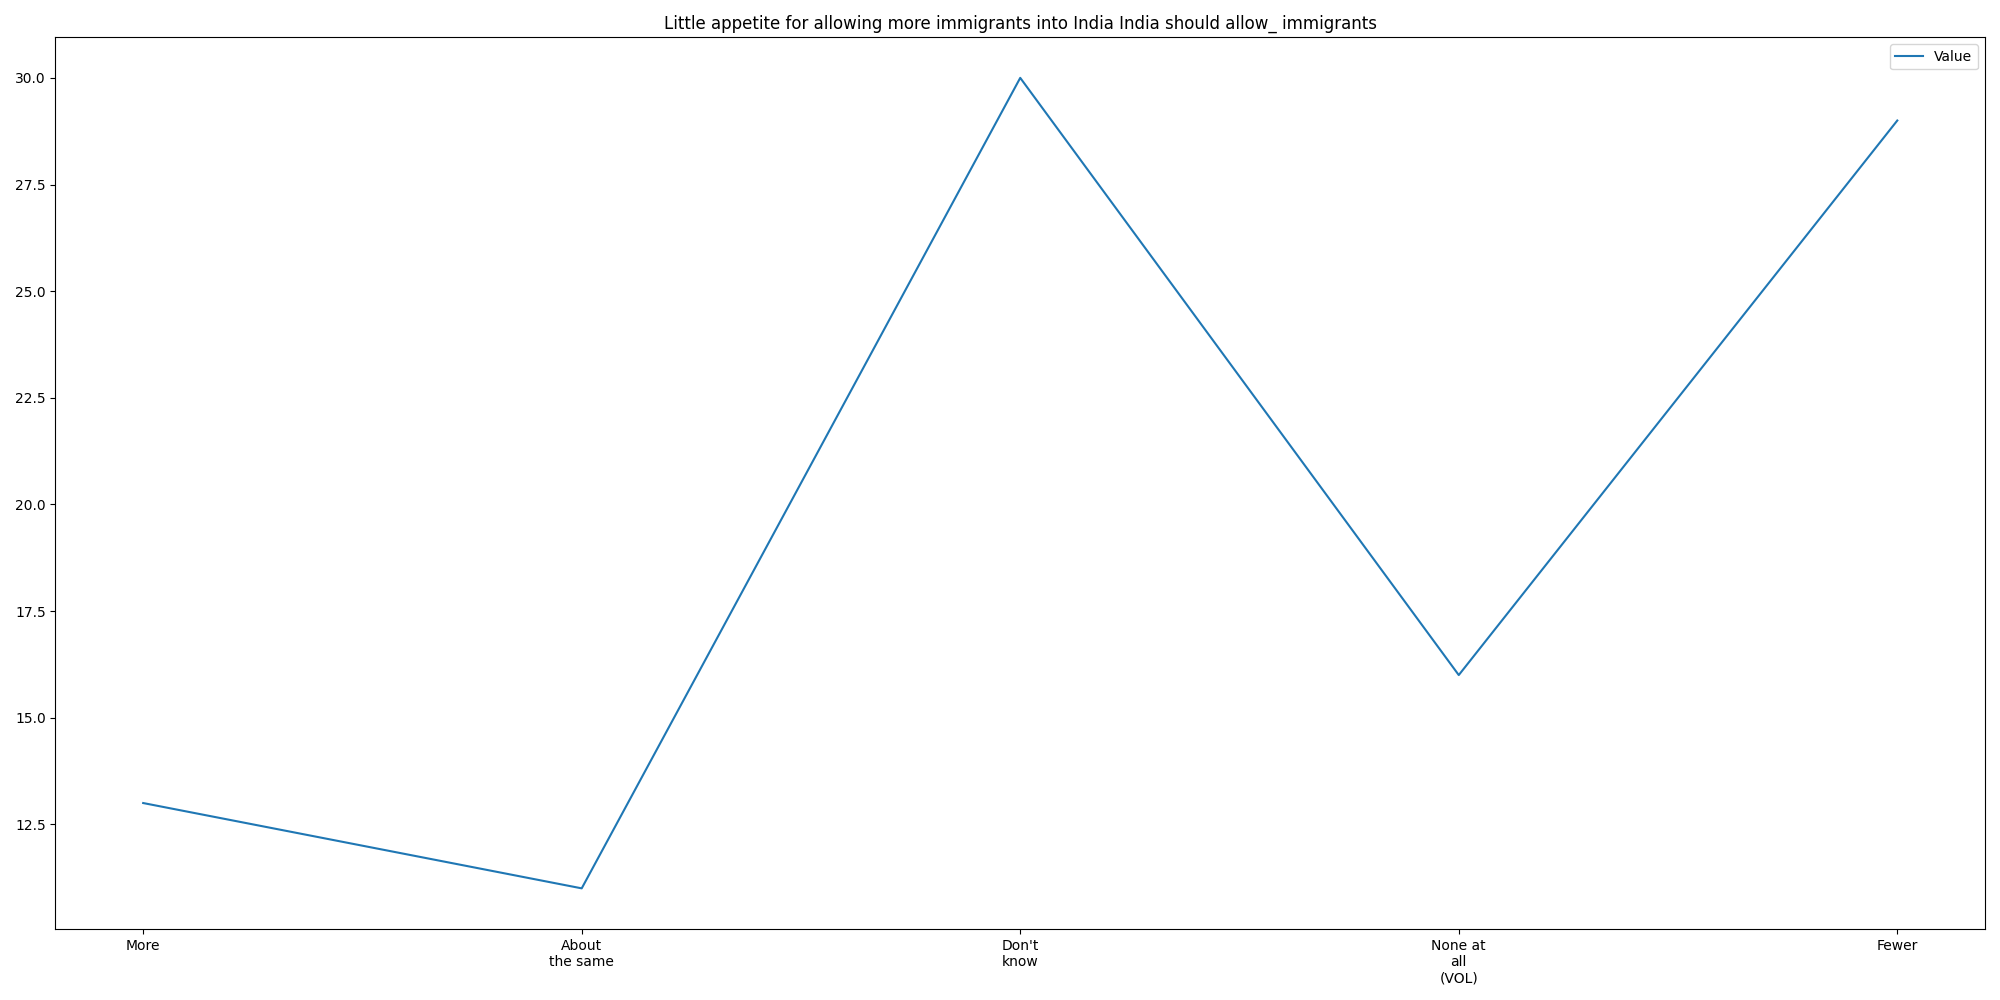 Little appetite for allowing more immigrants into India India should allow_ immigrants
Value
30.0
27.5
25.0
22.5
20.0
17.5
15.0
12.5
More
About
the same
Don't
know
None at
all
(VOL)
Fewer